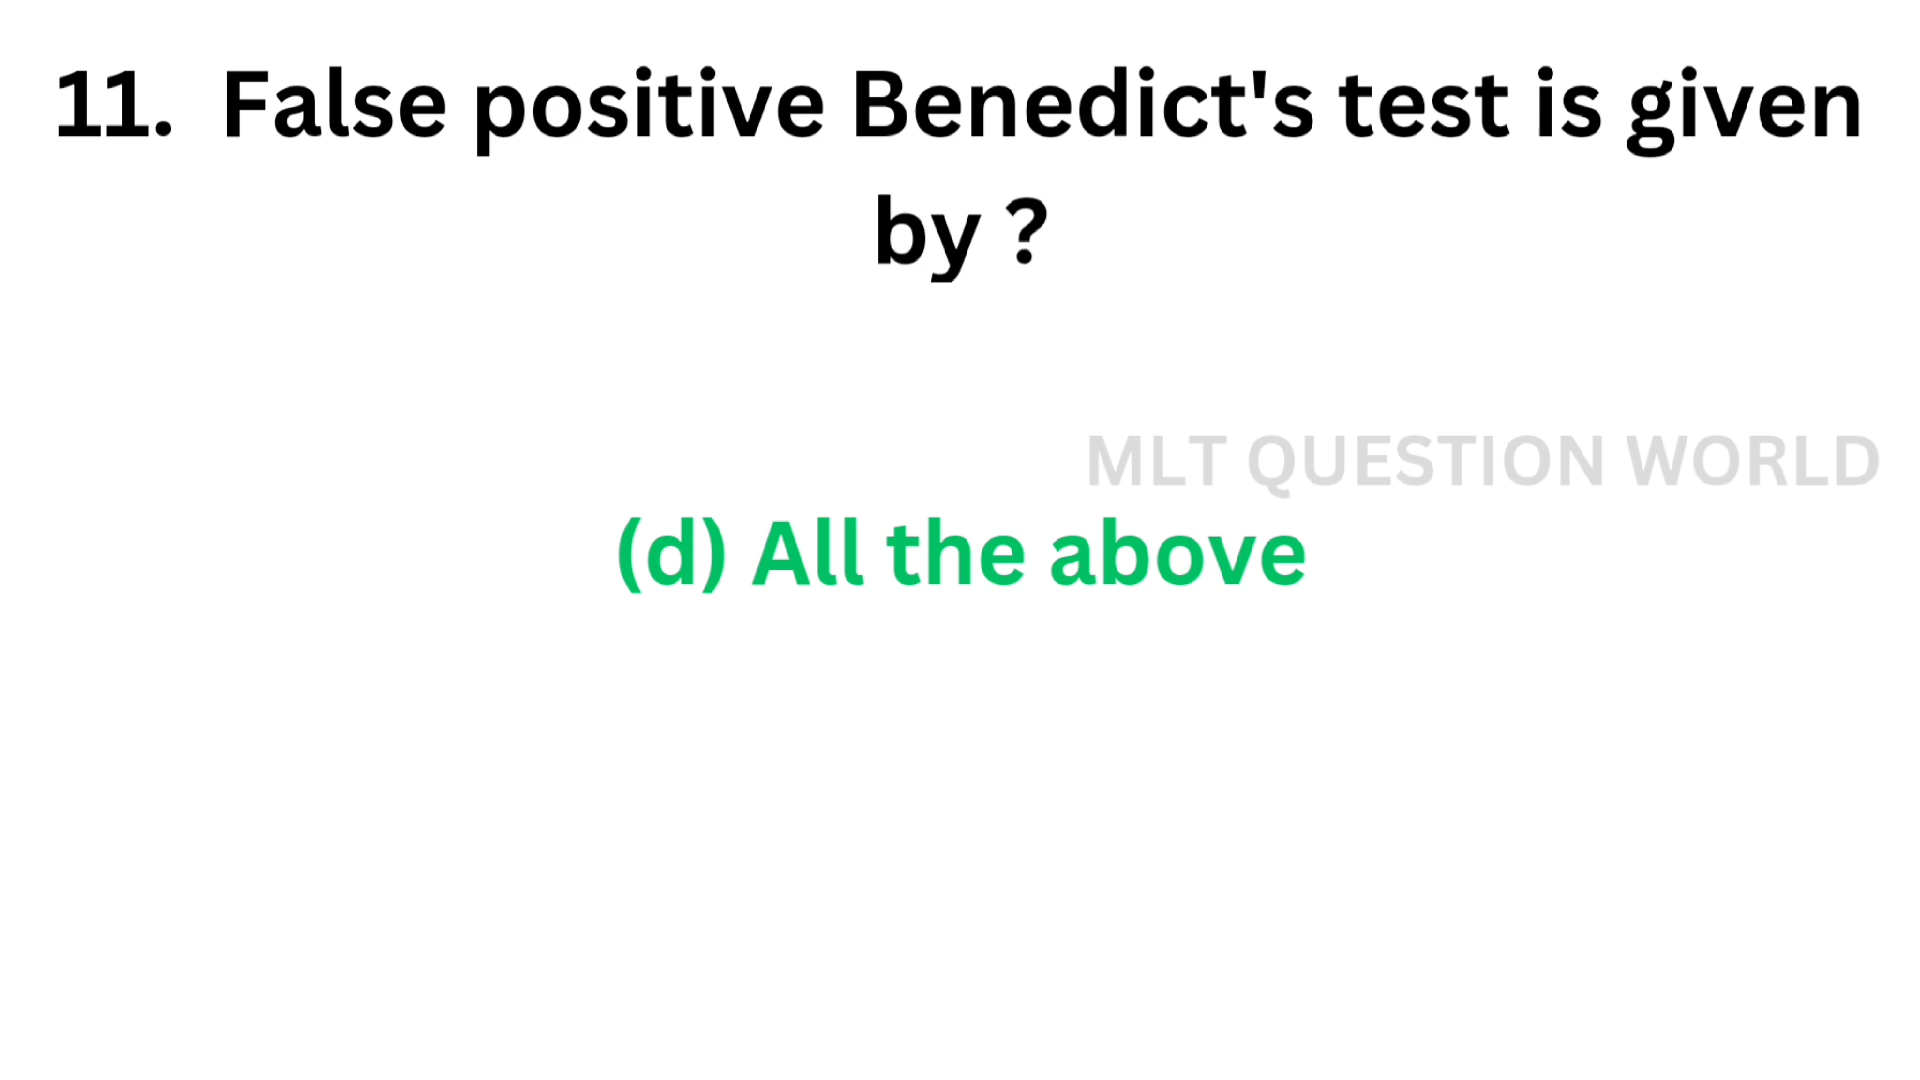 11. False positive Benedict's test is given
by ?
MLT QUESTION WORLD
(d) All the above